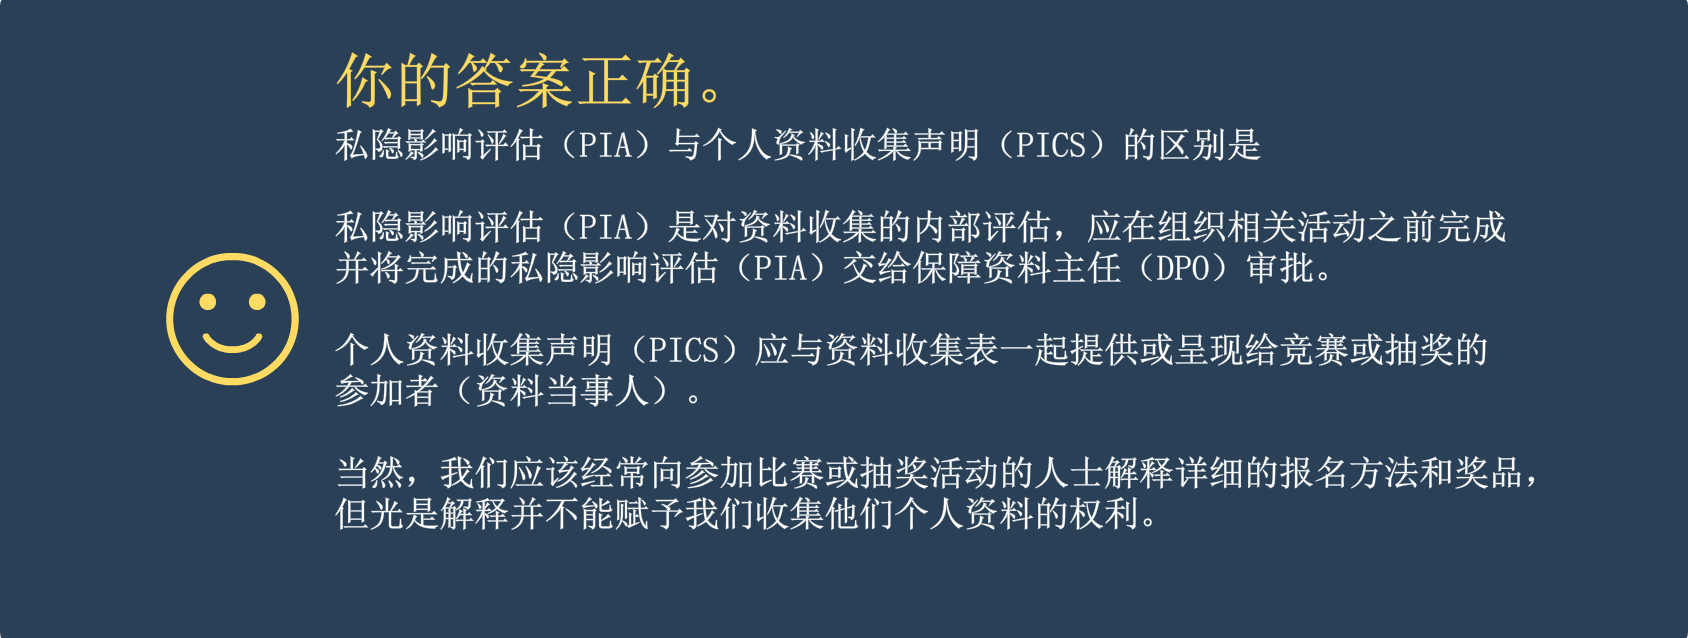 你的答案正确。
私隐影响评估（PIA）与个人资料收集声明（PICS）的区别是
私隐影响评估（PIA）是对资料收集的内部评估，应在组织相关活动之前完成
并将完成的私隐影响评估（PIA）交给保障资料主任（DPO）审批。
个人资料收集声明（PICS）应与资料收集表一起提供或呈现给竞赛或抽奖的
参加者（资料当事人）。
当然，我们应该经常向参加比赛或抽奖活动的人士解释详细的报名方法和奖品，
但光是解释并不能赋予我们收集他们个人资料的权利。